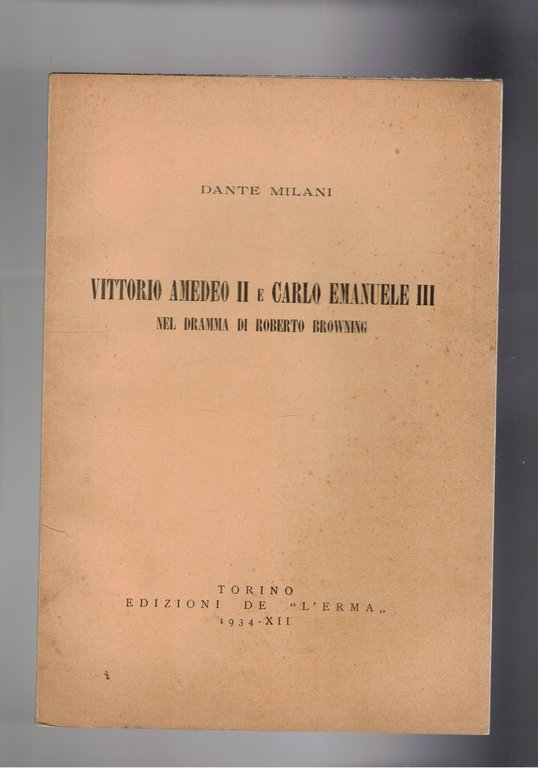 DANTE MILANI
VITTORIO AMEDEO II E CARLO EMANUELE III
NEL DRAMMA DI ROBERTO BROWNING
TORINO
EDIZIONI DE "L'ERMA„
1934-XII